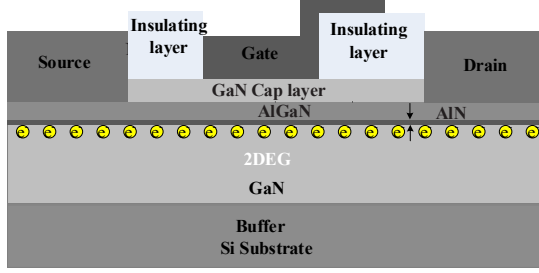 Insulating
layer
Insulating
layer
Source
Gate
Drain
GaN Cap layer
AlGaN
AlN
e e e e e e e e e e e e e e e e e e e e
2DEG
GaN
Buffer
Si Substrate